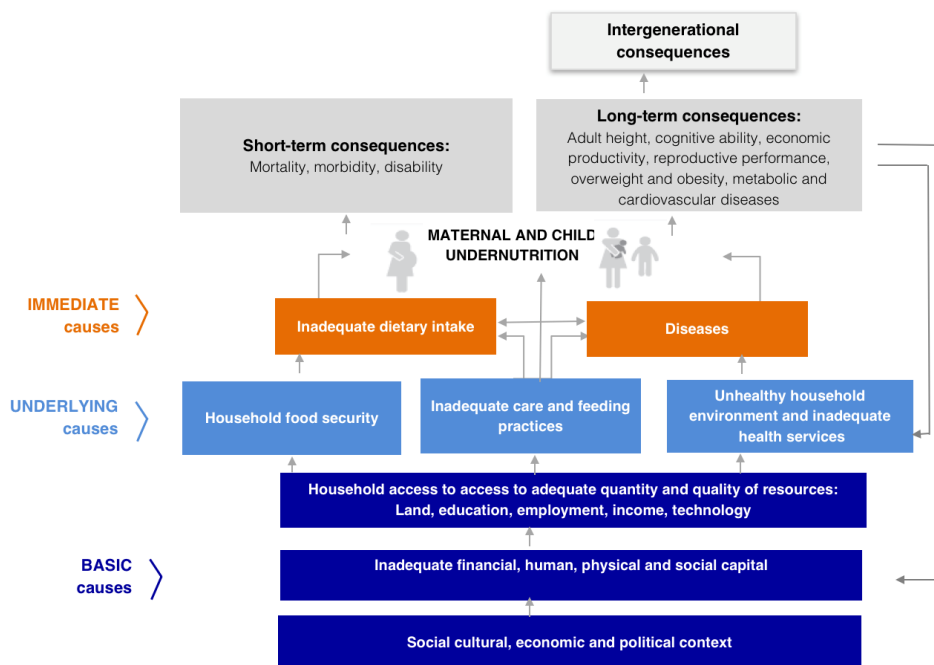 Intergenerational
consequences
Short-term consequences:
Mortality, morbidity, disability
Long-term consequences:
Adult height, cognitive ability, economic
productivity, reproductive performance,
overweight and obesity, metabolic and
cardiovascular diseases
MATERNAL AND CHILD
UNDERNUTRITION
IMMEDIATE
causes
Inadequate dietary intake
Diseases
UNDERLYING
causes
Household food security
Inadequate care and feeding
practices
Unhealthy household
environment and inadequate
health services
Household access to access to adequate quantity and quality of resources:
Land, education, employment, income, technology
BASIC
causes
Inadequate financial, human, physical and social capital
Social cultural, economic and political context